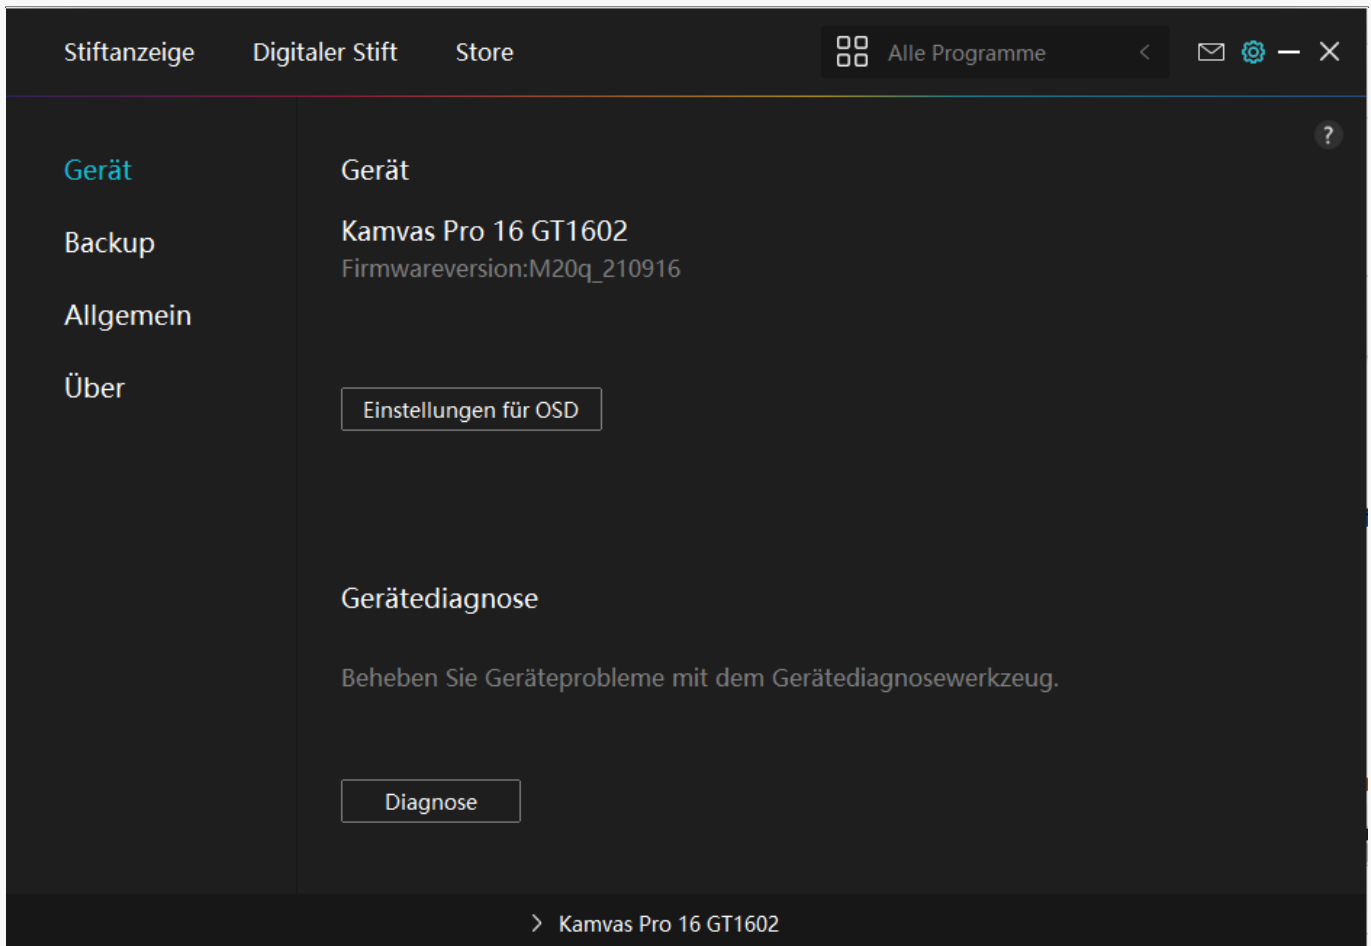 Stiftanzeige Digitaler Stift Store Alle Programme
?
Gerät
Backup
Allgemein
Über
Gerät
Kamvas Pro 16 GT1602
Firmwareversion:M20q_210916
Einstellungen für OSD
Gerätediagnose
Beheben Sie Geräteprobleme mit dem Gerätediagnosewerkzeug.
Diagnose
Kamvas Pro 16 GT1602